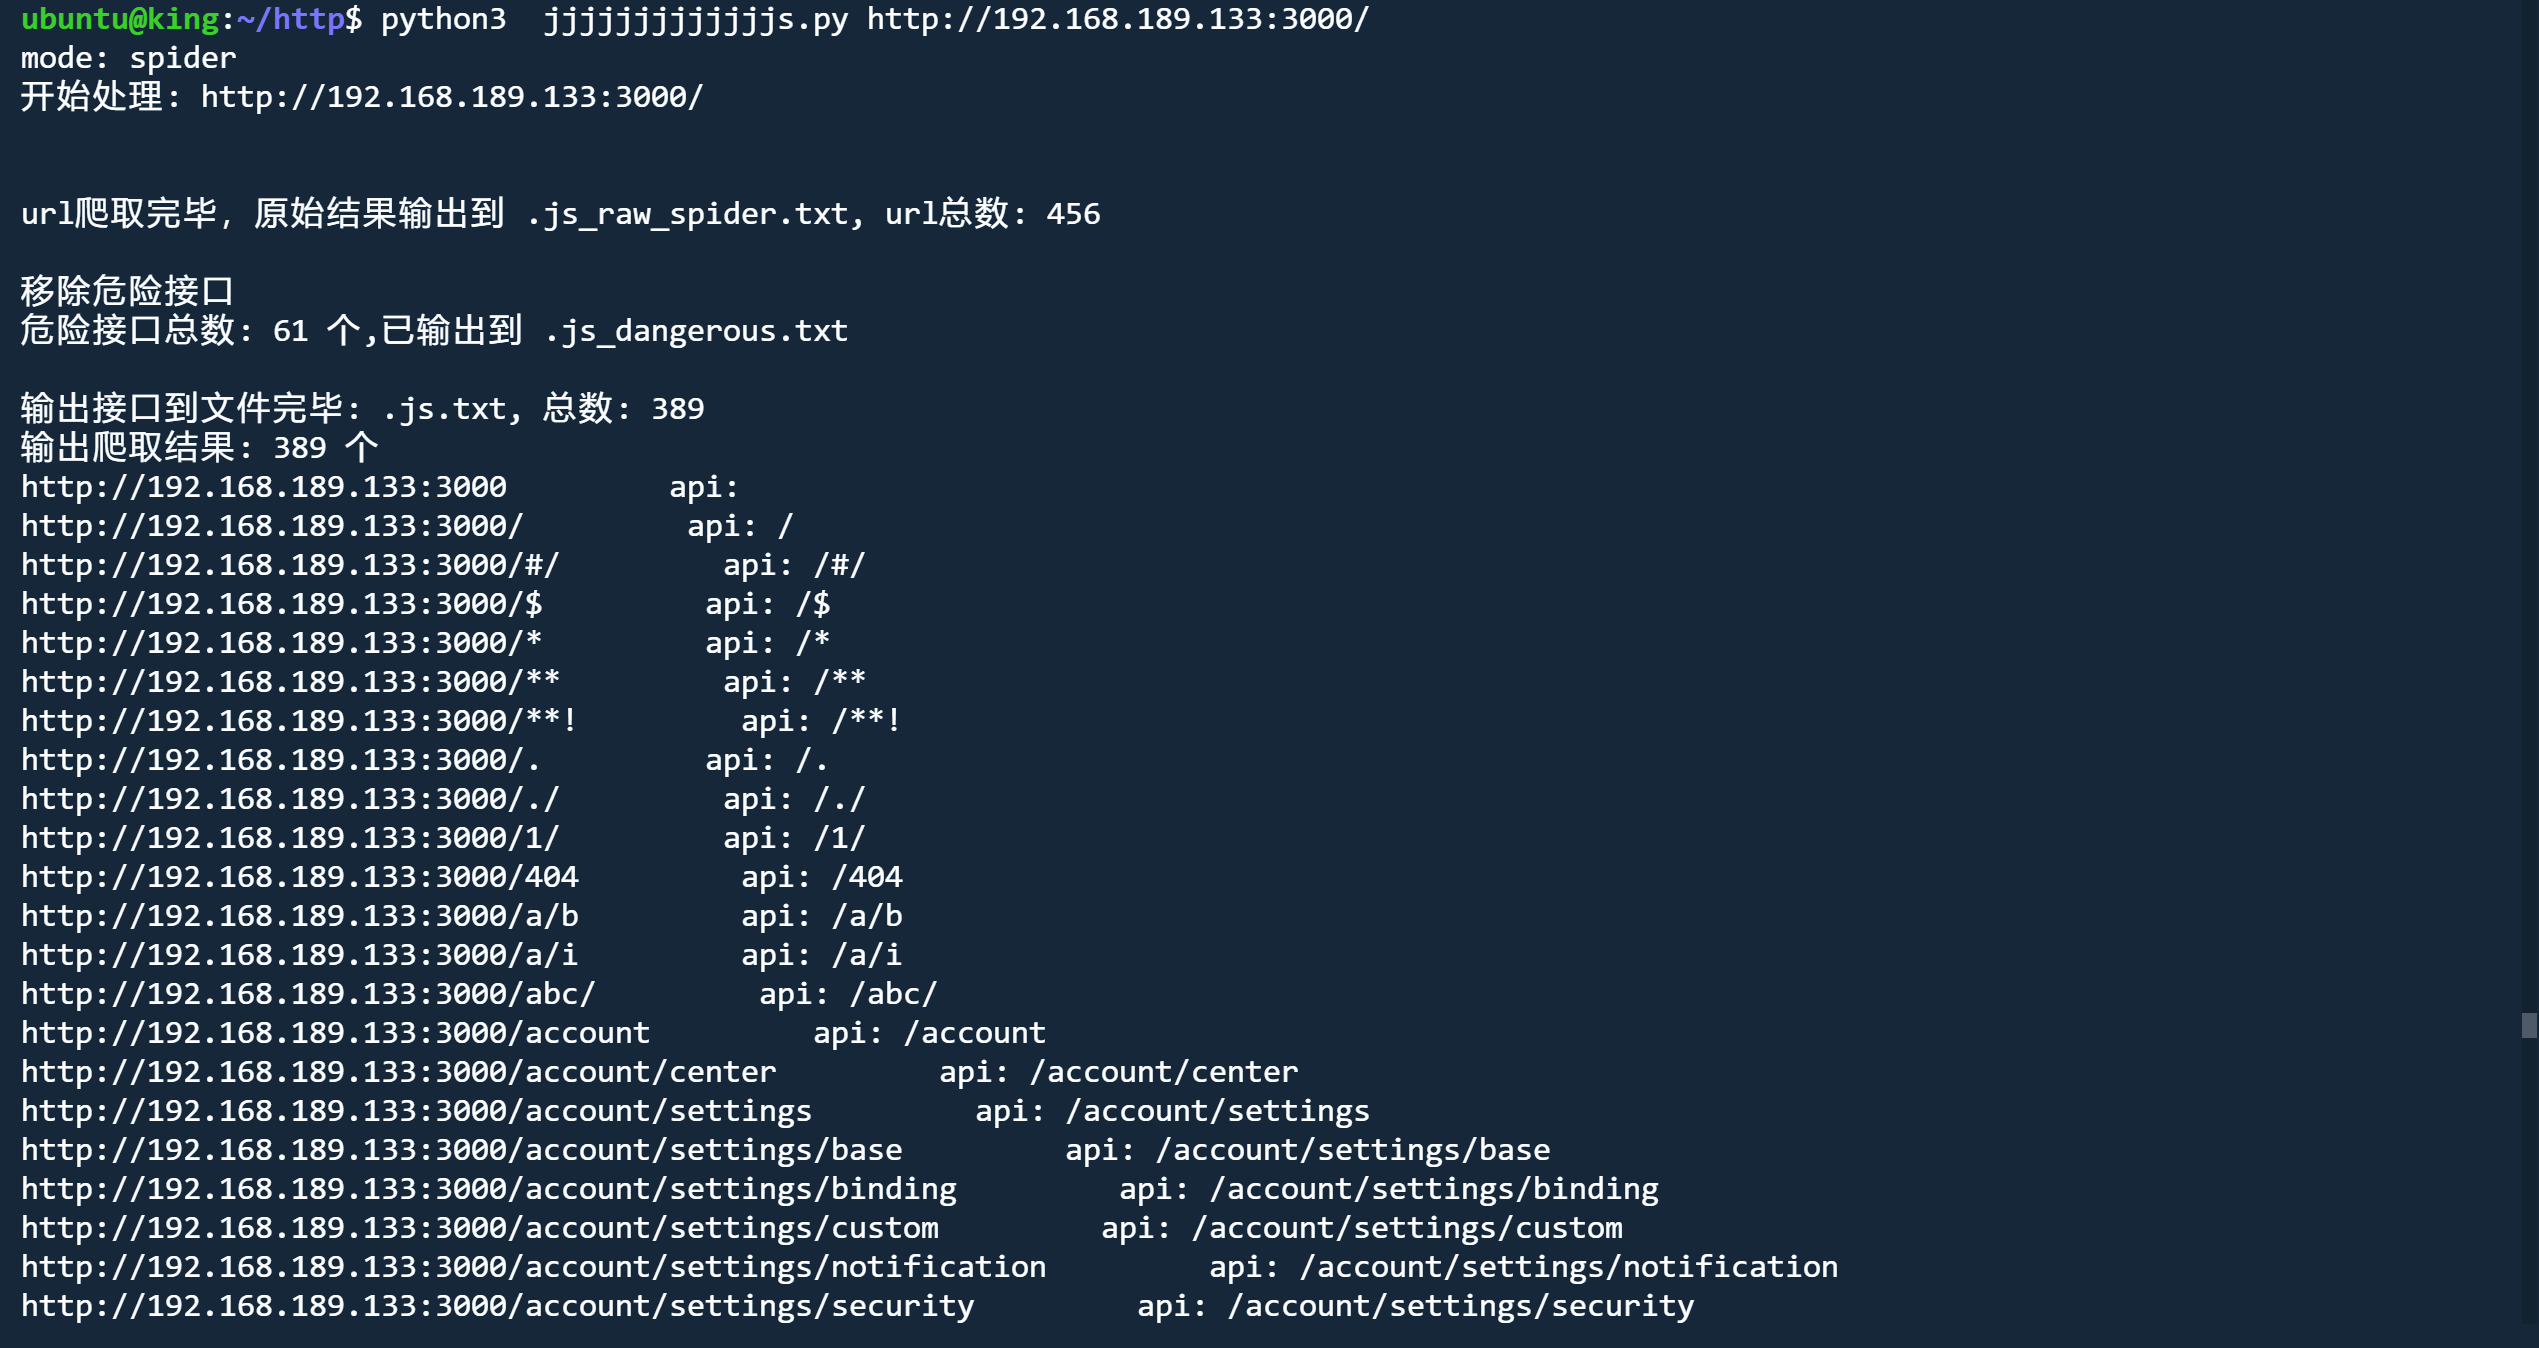 ubuntu@king:~/http$ python3  jjjjjjjjjjjjjs.py http://192.168.189.133:3000/
mode: spider
开始处理: http://192.168.189.133:3000/
url爬取完毕, 原始结果输出到 .js_raw_spider.txt, url总数: 456
移除危险接口
危险接口总数: 61 个,已输出到 .js_dangerous.txt
输出接口到文件完毕: .js.txt, 总数: 389
输出爬取结果: 389 个
http://192.168.189.133:3000         api:
http://192.168.189.133:3000/         api: /
http://192.168.189.133:3000/#/         api: /#/
http://192.168.189.133:3000/$         api: /$
http://192.168.189.133:3000/*         api: /*
http://192.168.189.133:3000/**         api: /**
http://192.168.189.133:3000/**!         api: /**!
http://192.168.189.133:3000/.         api: /.
http://192.168.189.133:3000/./         api: /./
http://192.168.189.133:3000/1/         api: /1/
http://192.168.189.133:3000/404         api: /404
http://192.168.189.133:3000/a/b         api: /a/b
http://192.168.189.133:3000/a/i         api: /a/i
http://192.168.189.133:3000/abc/         api: /abc/
http://192.168.189.133:3000/account         api: /account
http://192.168.189.133:3000/account/center         api: /account/center
http://192.168.189.133:3000/account/settings         api: /account/settings
http://192.168.189.133:3000/account/settings/base         api: /account/settings/base
http://192.168.189.133:3000/account/settings/binding         api: /account/settings/binding
http://192.168.189.133:3000/account/settings/custom         api: /account/settings/custom
http://192.168.189.133:3000/account/settings/notification         api: /account/settings/notification
http://192.168.189.133:3000/account/settings/security         api: /account/settings/security